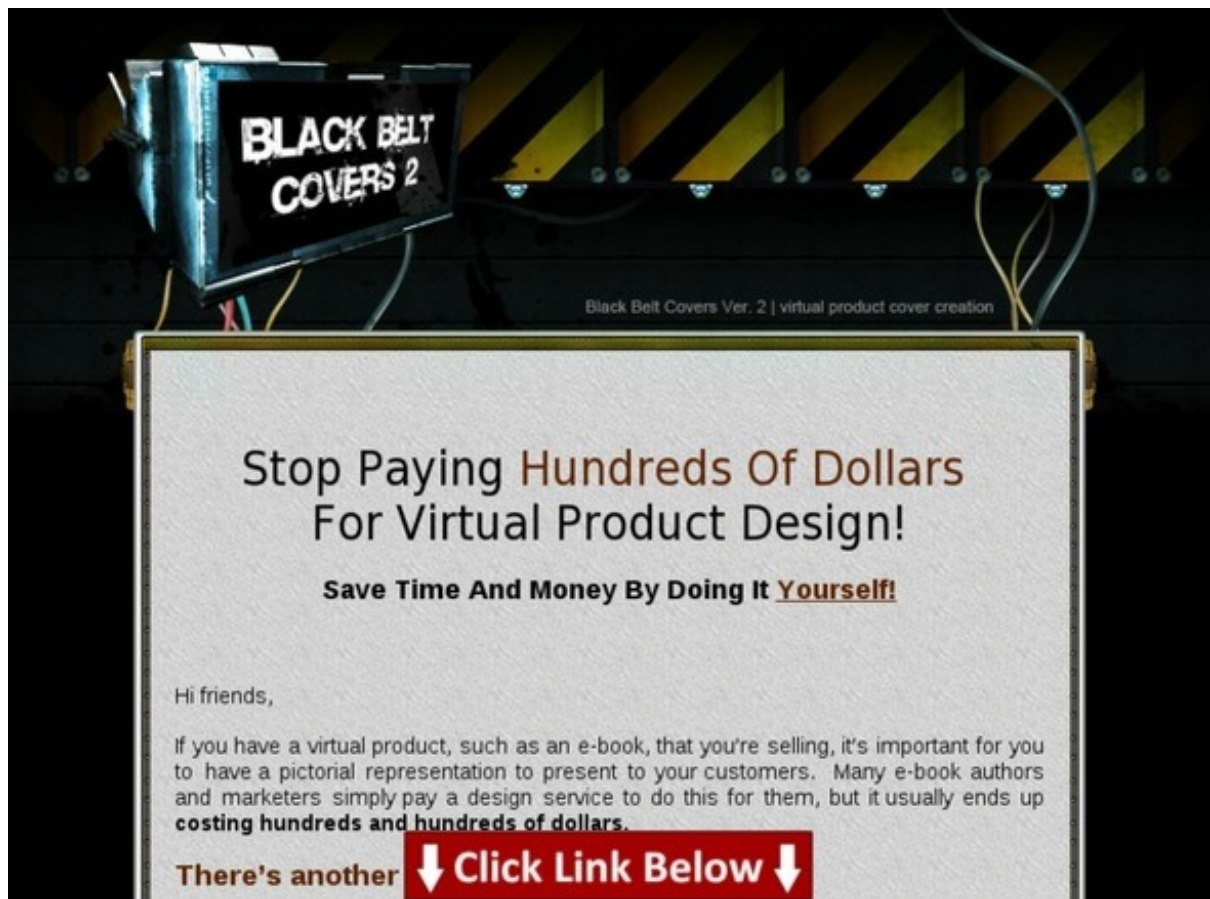 BLACK BELT
COVERS 2
Black Belt Covers Ver. 2 | virtual product cover creation
Stop Paying Hundreds Of Dollars
For Virtual Product Design!
Save Time And Money By Doing It Yourself!
Hi friends,
If you have a virtual product, such as an e-book, that you're selling, it's important for you
to have a pictorial representation to present to your customers. Many e-book authors
and marketers simply pay a design service to do this for them, but it usually ends up
costing hundreds and hundreds of dollars.
There's another
Click Link Below